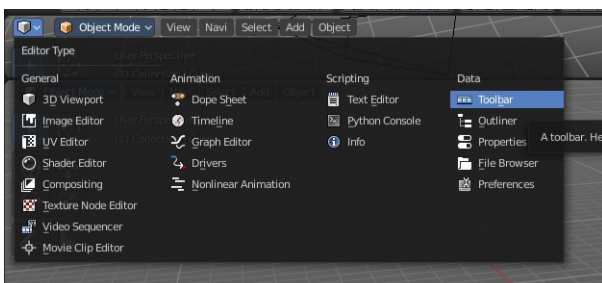 Object Mode View Navi Select Add Object
Editor Type
User Perspective
General
3D Viewport
Image Editor
UV Editor
Shader Editor
Compositing
Texture Node Editor
Video Sequencer
Movie Clip Editor
Animation
Dope Sheet
Timeline
Graph Editor
Drivers
Nonlinear Animation
Scripting
Text Editor
Python Console
Info
Data
Toolbar
Outliner
Properties
File Browser
Preferences
A toolbar. He